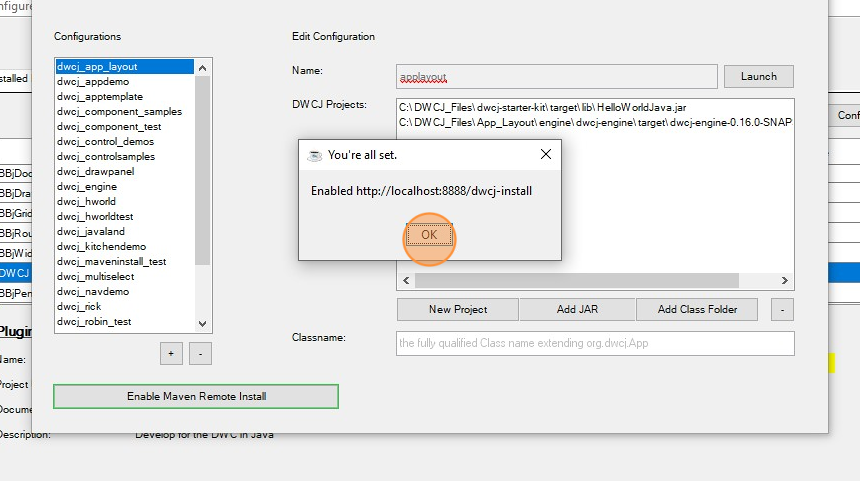 nfigure
Configurations
Edit Configuration
dwcj_app_layout
dwcj_appdemo
dwcj_apptemplate
dwcj_component_samples
dwcj_component_test
dwcj_control_demos
dwcj_controlsamples
dwcj_drawpanel
dwcj_engine
dwcj_hworld
dwcj_hworldtest
dwcj_javaland
dwcj_kitchendemo
dwcj_maveninstall_test
dwcj_multiselect
dwcj_navdemo
dwcj_rick
dwcj_robin_test
+
-
Enable Maven Remote Install
Name:
applayout
Launch
DWCJ Projects:
C:\DWCJ_Files\dwcj-starter-kit\target\lib\HelloWorldJava.jar
C:\DWCJ_Files\App_Layout\engine\dwcj-engine\target\dwcj-engine-0.16.0-SNAP
New Project
Add JAR
Add Class Folder
-
Classname:
the fully qualified Class name extending org.dwcj.App
You're all set.
Enabled http://localhost:8888/dwcj-install
OK
stalled
Conf
BBjDoc
BBjDra
BBjGrid
BBjRou
BBjWid
DWCJ
BBjPer
Plugin
Name:
Project
Docume
Description:
Develop for the DWC in Java